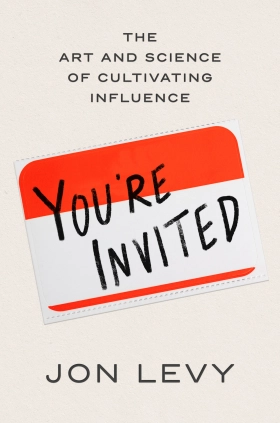 THE
ART AND SCIENCE
OF CULTIVATING
INFLUENCE
YOU'RE
INVITED
JON LEVY